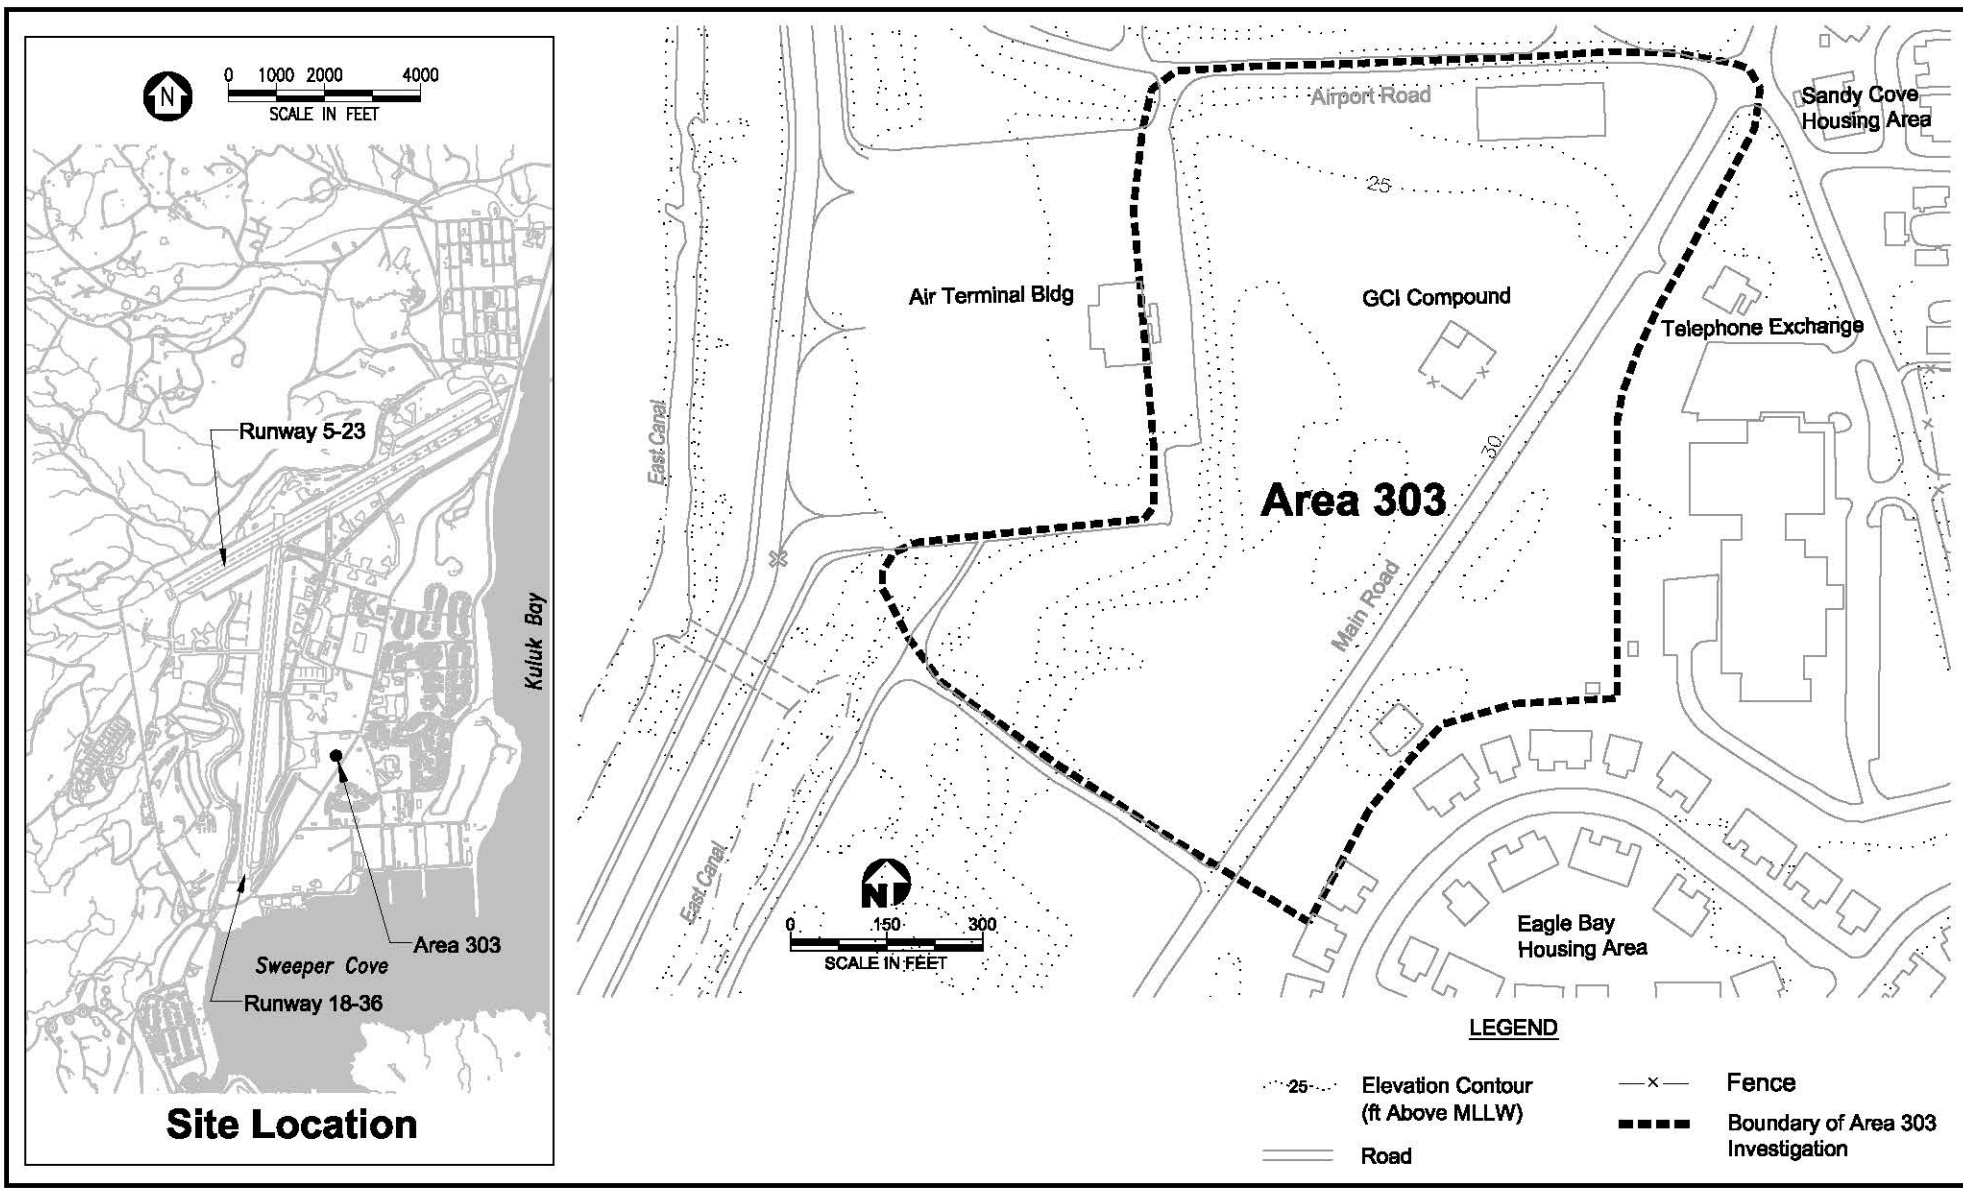 N
0 1000 2000 4000
SCALE IN FEET
Runway 5-23
Kuluk Bay
Area 303
Sweeper Cove
Runway 18-36
Site Location
Airport Road
Sandy Cove
Housing Area
25
Air Terminal Bldg
GCI Compound
Telephone Exchange
East Canal
30
Area 303
Main Road
East Canal
N
0 150 300
SCALE IN FEET
Eagle Bay
Housing Area
LEGEND
25 Elevation Contour
(ft Above MLLW)
Road
x Fence
Boundary of Area 303
Investigation